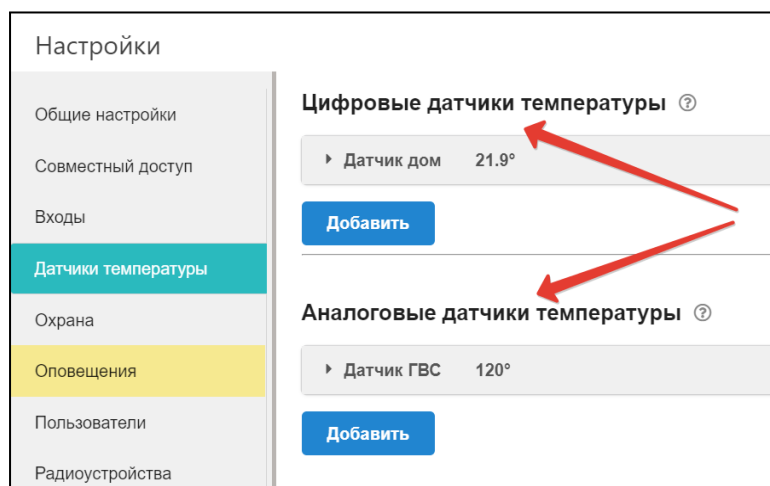 Настройки
Общие настройки
Совместный доступ
Входы
Датчики температуры
Охрана
Оповещения
Пользователи
Радиоустройства
Цифровые датчики температуры ?
Датчик дом 21.9°
Добавить
Аналоговые датчики температуры ?
Датчик ГВС 120°
Добавить